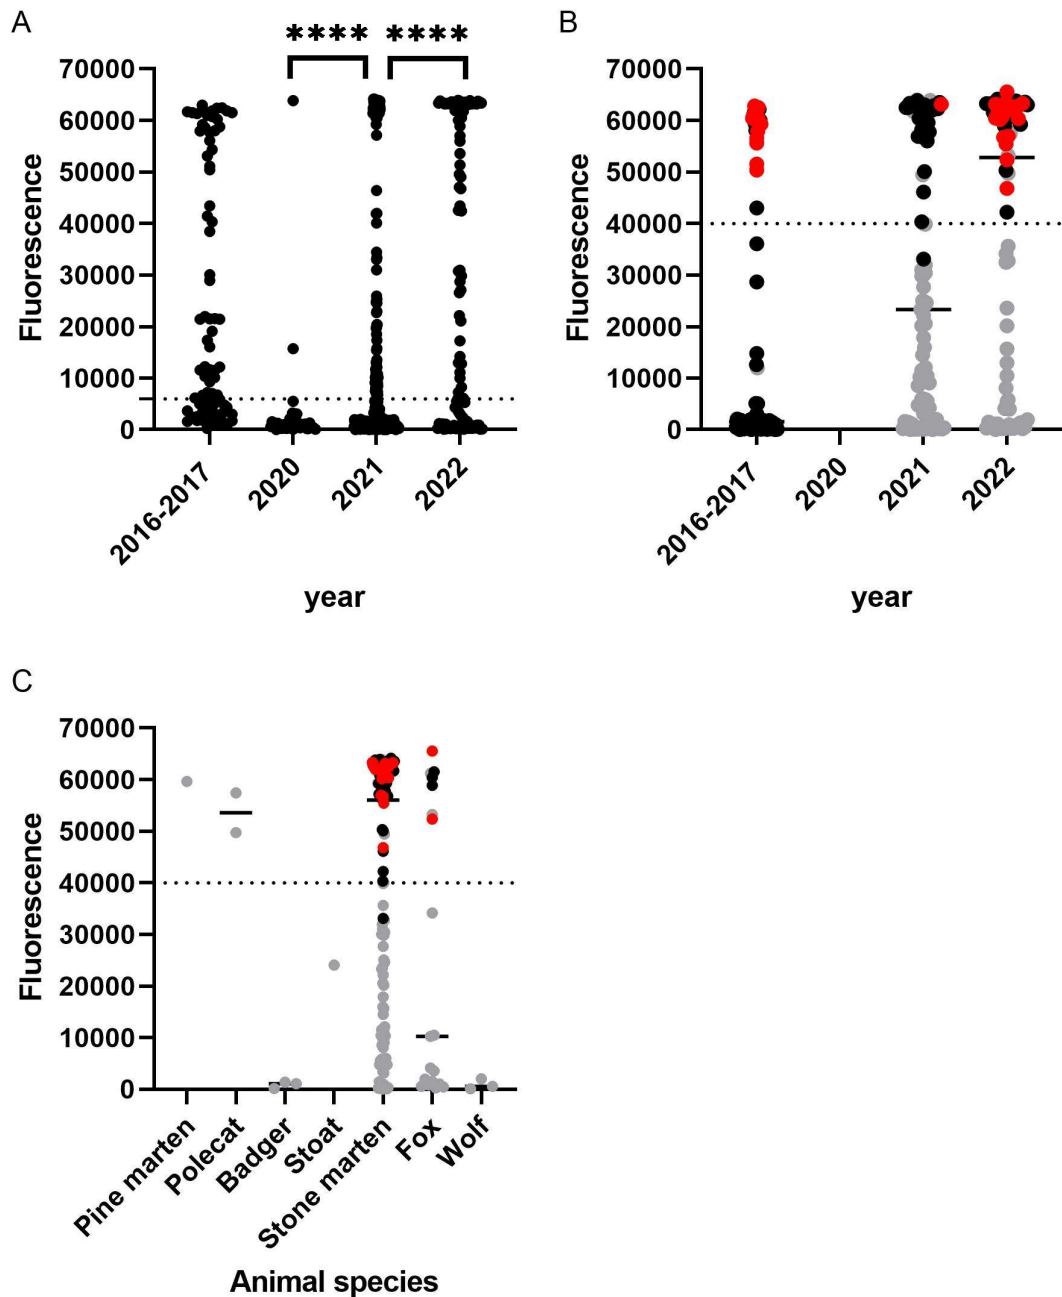 A
**** ****
70000
60000
50000
40000
30000
20000
10000
0
Fluorescence
2016-2017
2020
2021
2022
year
B
70000
60000
50000
40000
30000
20000
10000
0
Fluorescence
2016-2017
2020
2021
2022
year
C
70000
60000
50000
40000
30000
20000
10000
0
Fluorescence
Pine marten
Polecat
Badger
Stoat
Stone marten
Fox
Wolf
Animal species